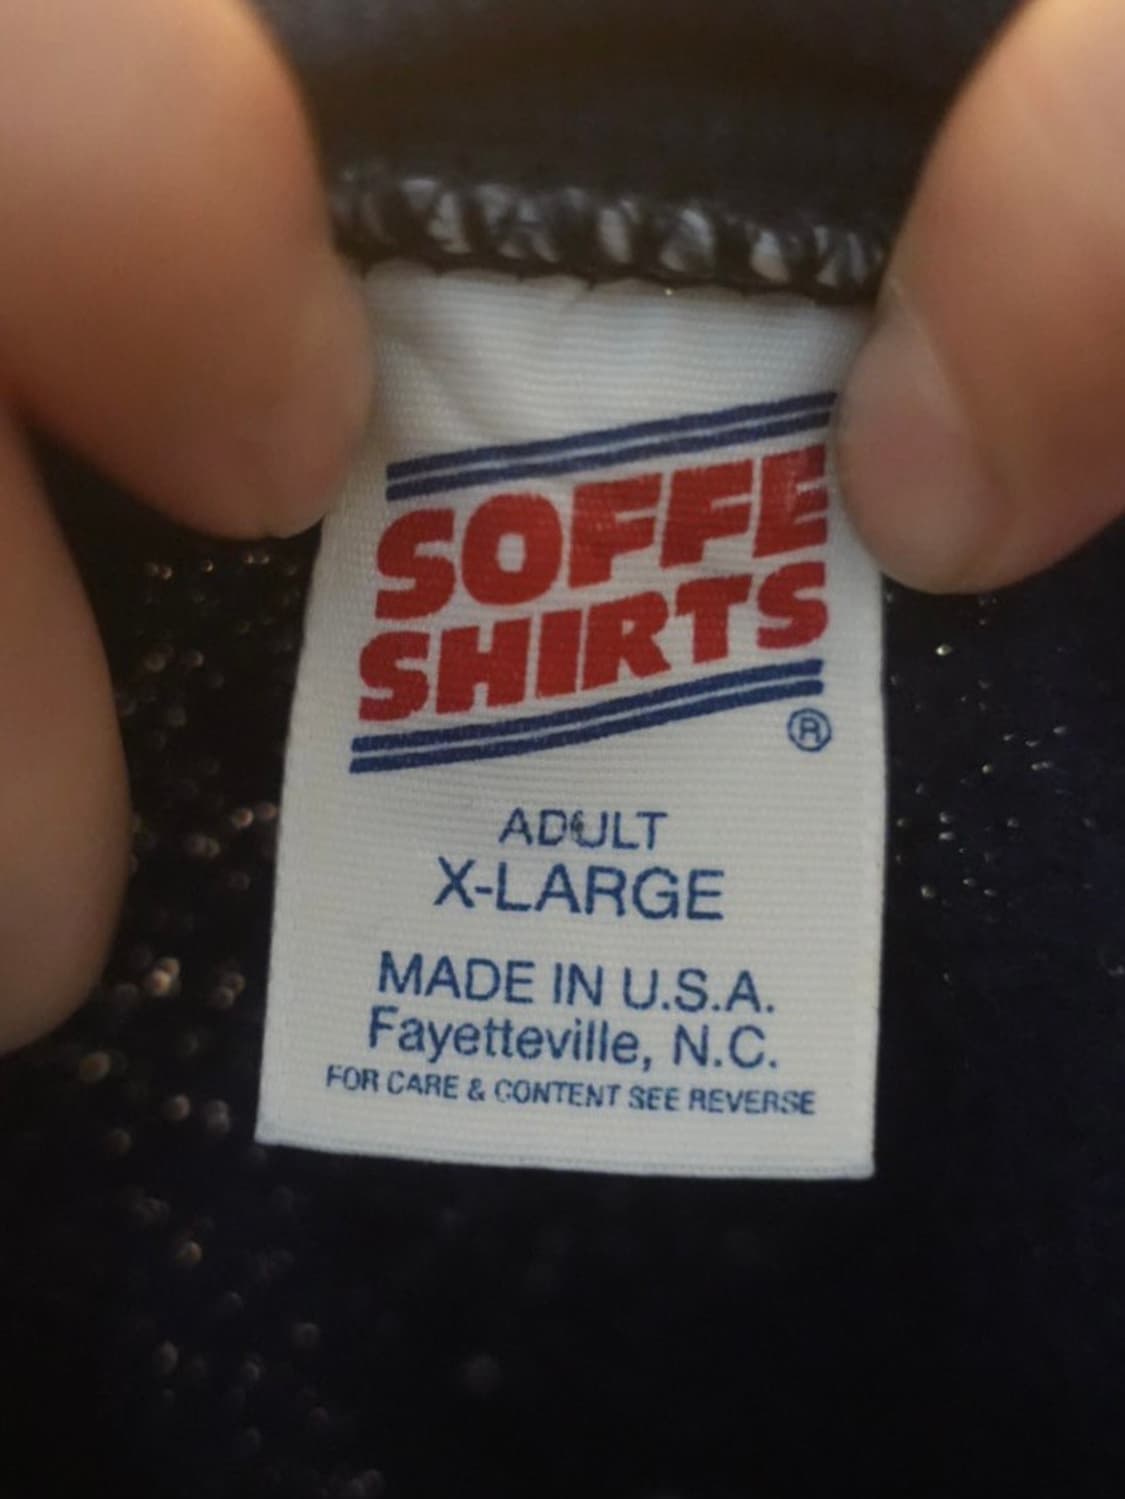 SOFFE
SHIRTS
®
ADULT
X-LARGE
MADE IN U.S.A.
Fayetteville, N.C.
FOR CARE & CONTENT SEE REVERSE